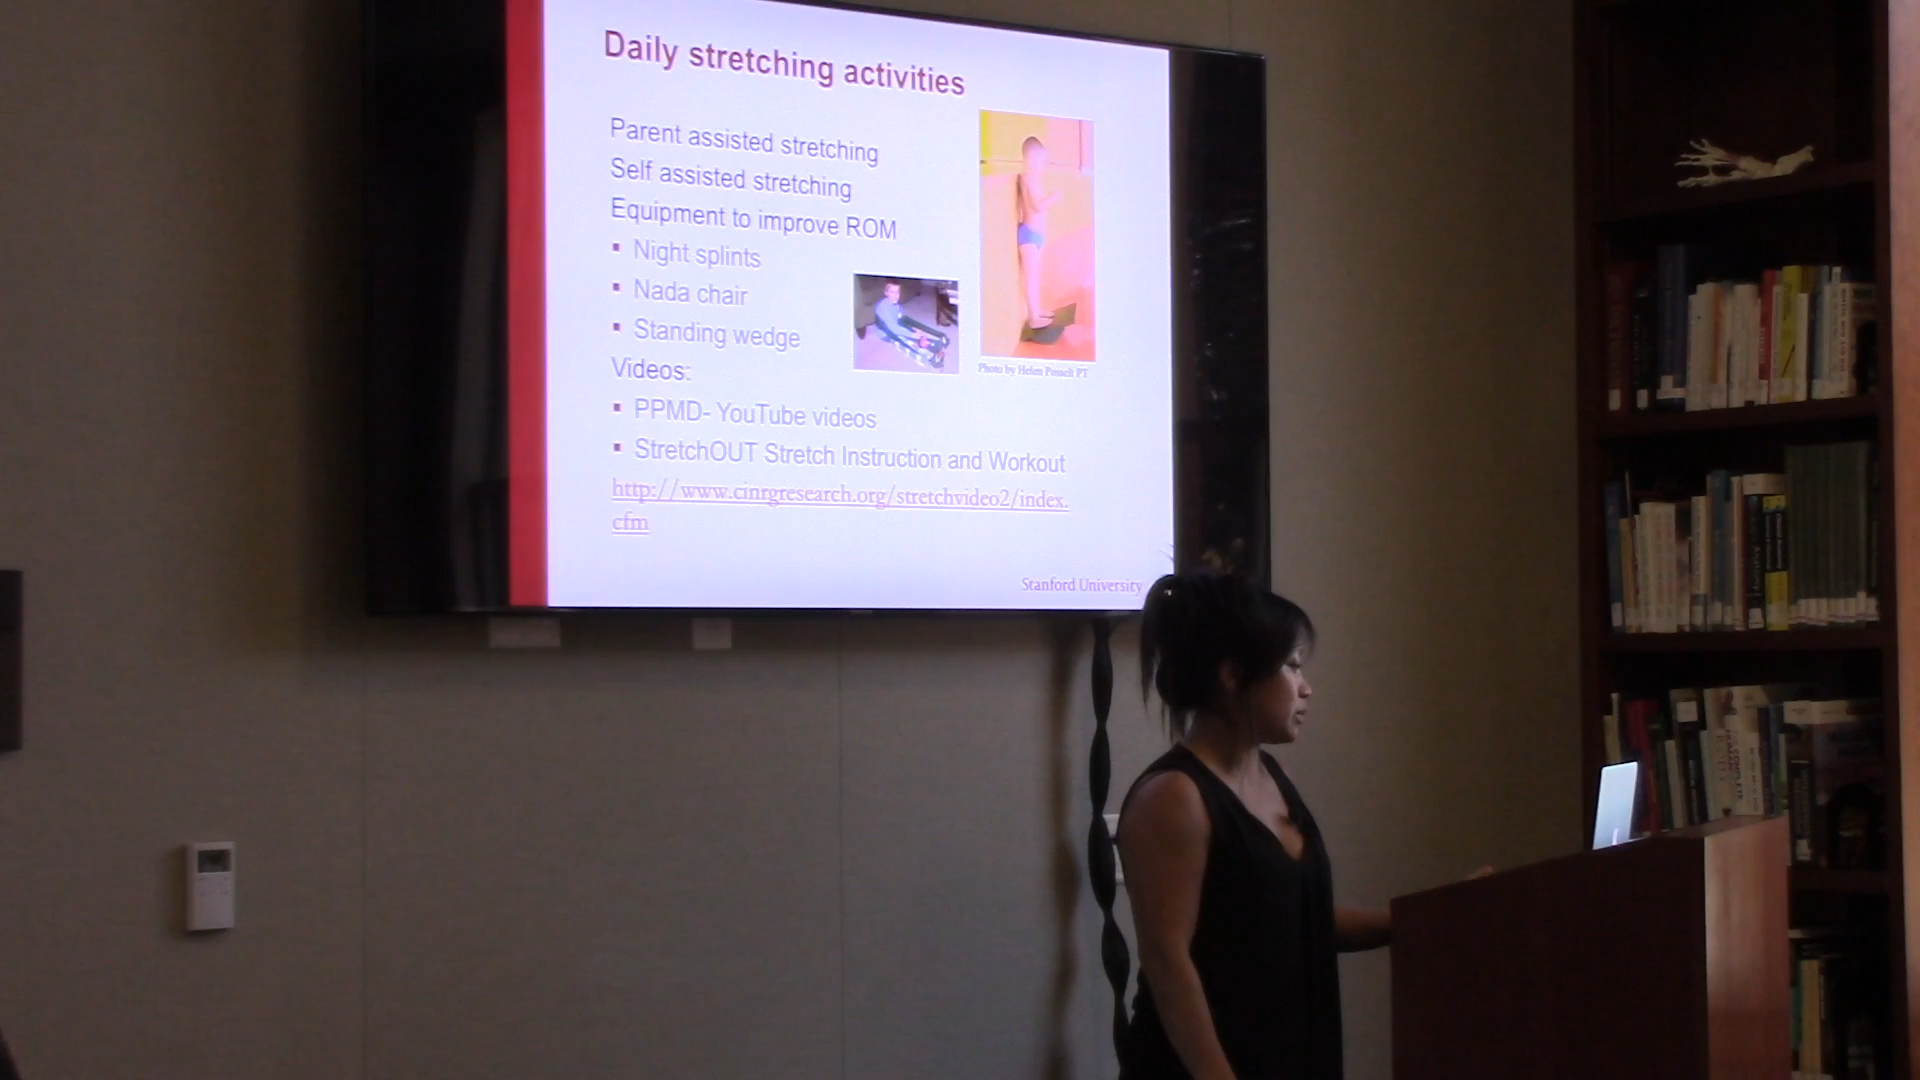 Daily stretching activities
Parent assisted stretching
Self assisted stretching
Equipment to improve ROM
▪ Night splints
▪ Nada chair
▪ Standing wedge
Videos:
▪ PPMD- YouTube videos
▪ StretchOUT Stretch Instruction and Workout
http://www.cinrgresearch.org/stretchvideo2/index.
cfm
Photo by Helen Posselt PT
Stanford University